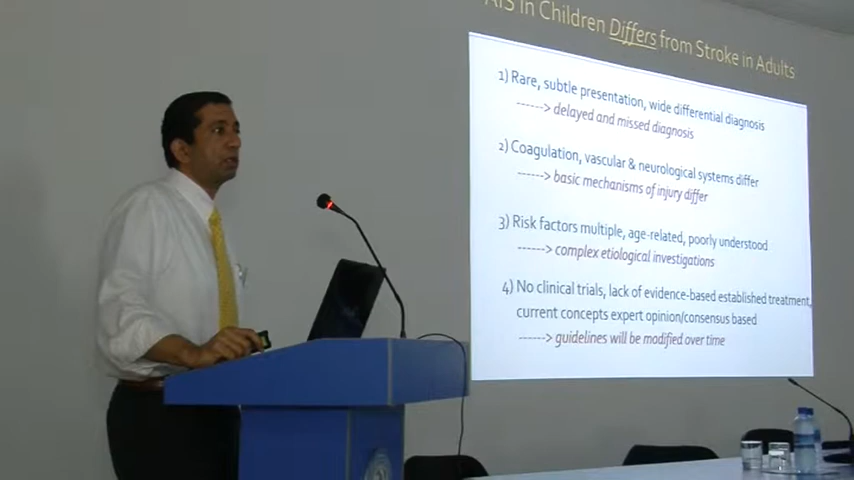 AIS in Children Differs from Stroke in Adults
1) Rare, subtle presentation, wide differential diagnosis
------> delayed and missed diagnosis
2) Coagulation, vascular & neurological systems differ
------> basic mechanisms of injury differ
3) Risk factors multiple, age-related, poorly understood
------> complex etiological investigations
4) No clinical trials, lack of evidence-based established treatment,
current concepts expert opinion/consensus based
------> guidelines will be modified over time